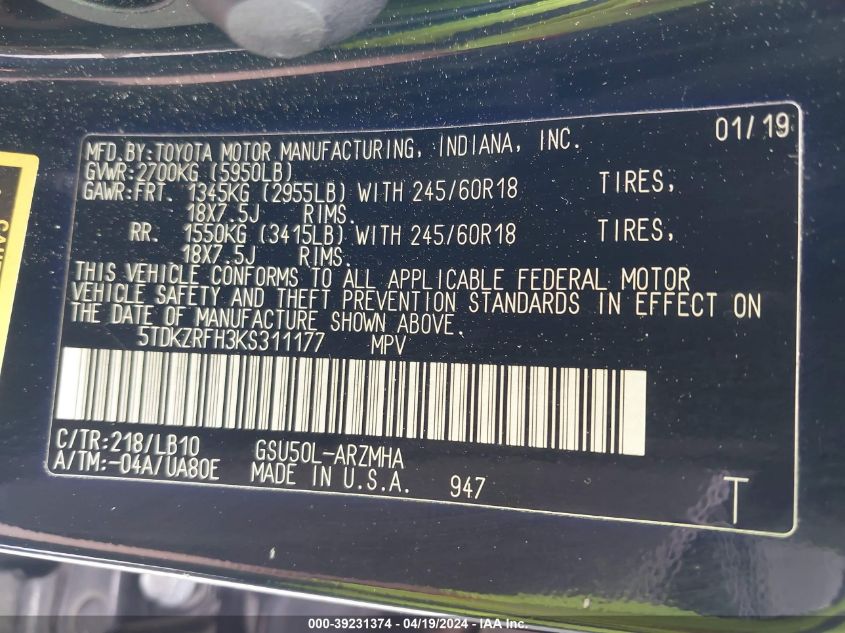 01/19
MFD.BY:TOYOTA MOTOR MANUFACTURING, INDIANA, INC.
GVWR:2700KG (5950LB)
GAWR:FRT. 1345KG (2955LB) WITH 245/60R18 TIRES,
18X7.5J RIMS.
RR. 1550KG (3415LB) WITH 245/60R18 TIRES,
18X7.5J RIMS.
THIS VEHICLE CONFORMS TO ALL APPLICABLE FEDERAL MOTOR
VEHICLE SAFETY AND THEFT PREVENTION STANDARDS IN EFFECT ON
THE DATE OF MANUFACTURE SHOWN ABOVE.
5TDKZRFH3KS311177 MPV
C/TR:218/LB10 GSU50L-ARZMHA
A/TM:-04A/UA80E MADE IN U.S.A. 947 T
000-39231374 - 04/19/2024 - IAA Inc.